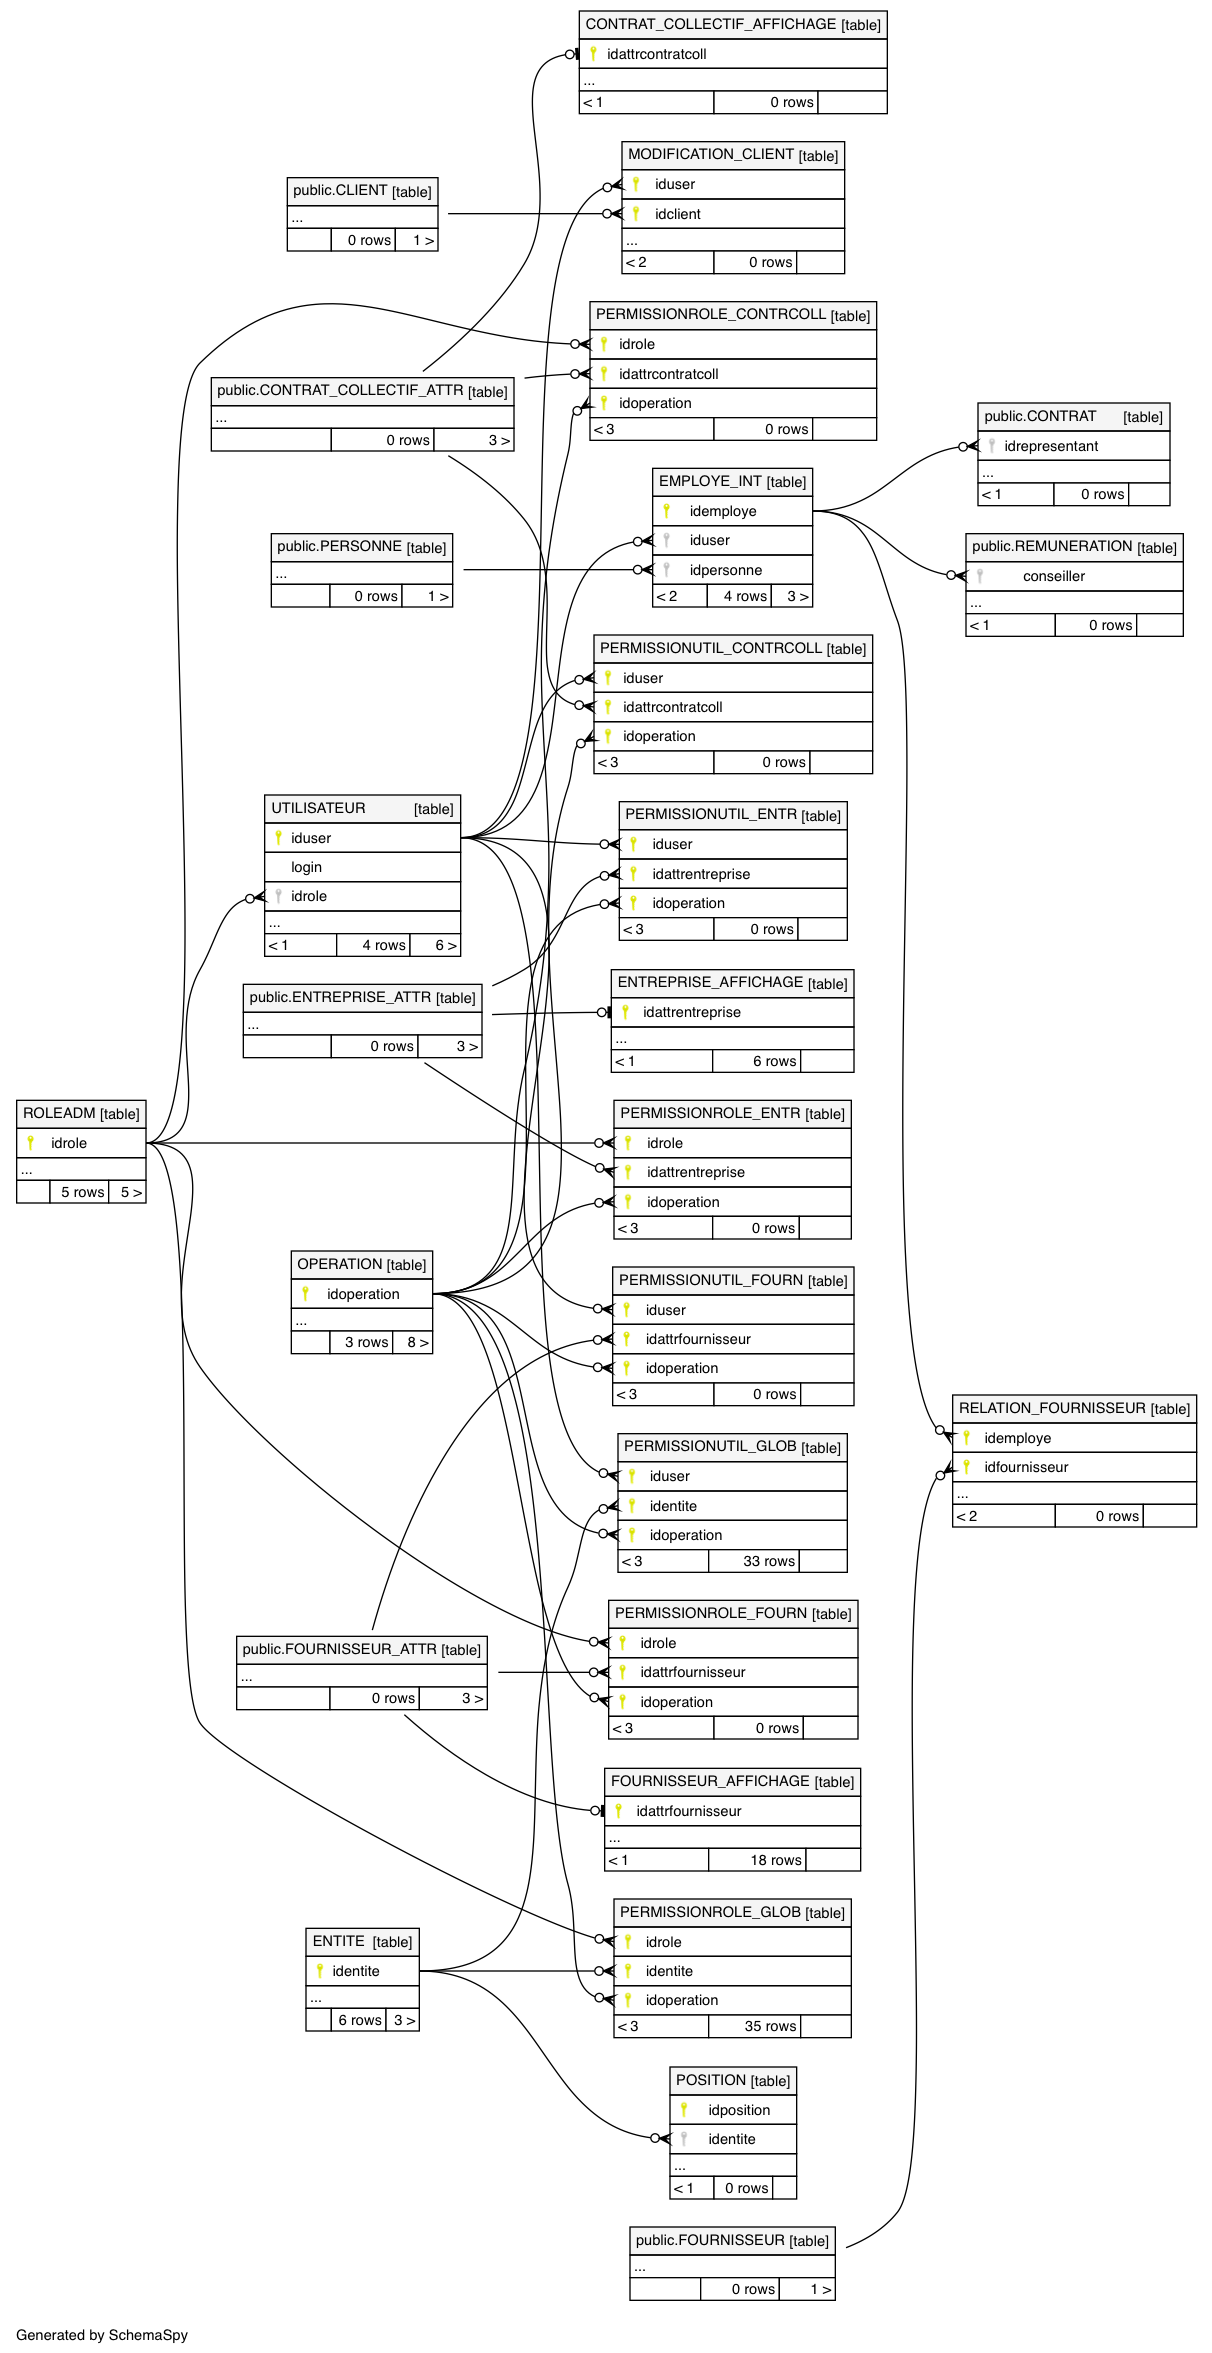 CONTRAT_COLLECTIF_AFFICHAGE [table]
idattrcontratcoll
...
< 1 0 rows
MODIFICATION_CLIENT [table]
iduser
idclient
...
< 2 0 rows
public.CLIENT [table]
...
0 rows 1 >
PERMISSIONROLE_CONTRCOLL [table]
idrole
idattrcontratcoll
idoperation
< 3 0 rows
public.CONTRAT_COLLECTIF_ATTR [table]
...
0 rows 3 >
public.CONTRAT [table]
idrepresentant
...
< 1 0 rows
EMPLOYE_INT [table]
idemploye
iduser
idpersonne
< 2 4 rows 3 >
public.PERSONNE [table]
...
0 rows 1 >
public.REMUNERATION [table]
conseiller
...
< 1 0 rows
PERMISSIONUTIL_CONTRCOLL [table]
iduser
idattrcontratcoll
idoperation
< 3 0 rows
UTILISATEUR [table]
iduser
login
idrole
...
< 1 4 rows 6 >
PERMISSIONUTIL_ENTR [table]
iduser
idattrentreprise
idoperation
< 3 0 rows
public.ENTREPRISE_ATTR [table]
...
0 rows 3 >
ENTREPRISE_AFFICHAGE [table]
idattrentreprise
...
< 1 6 rows
ROLEADM [table]
idrole
...
5 rows 5 >
PERMISSIONROLE_ENTR [table]
idrole
idattrentreprise
idoperation
< 3 0 rows
OPERATION [table]
idoperation
...
3 rows 8 >
PERMISSIONUTIL_FOURN [table]
iduser
idattrfournisseur
idoperation
< 3 0 rows
RELATION_FOURNISSEUR [table]
idemploye
idfournisseur
...
< 2 0 rows
PERMISSIONUTIL_GLOB [table]
iduser
identite
idoperation
< 3 33 rows
PERMISSIONROLE_FOURN [table]
idrole
idattrfournisseur
idoperation
< 3 0 rows
public.FOURNISSEUR_ATTR [table]
...
0 rows 3 >
FOURNISSEUR_AFFICHAGE [table]
idattrfournisseur
...
< 1 18 rows
PERMISSIONROLE_GLOB [table]
idrole
identite
idoperation
< 3 35 rows
ENTITE [table]
identite
...
6 rows 3 >
POSITION [table]
idposition
identite
...
< 1 0 rows
public.FOURNISSEUR [table]
...
0 rows 1 >
Generated by SchemaSpy